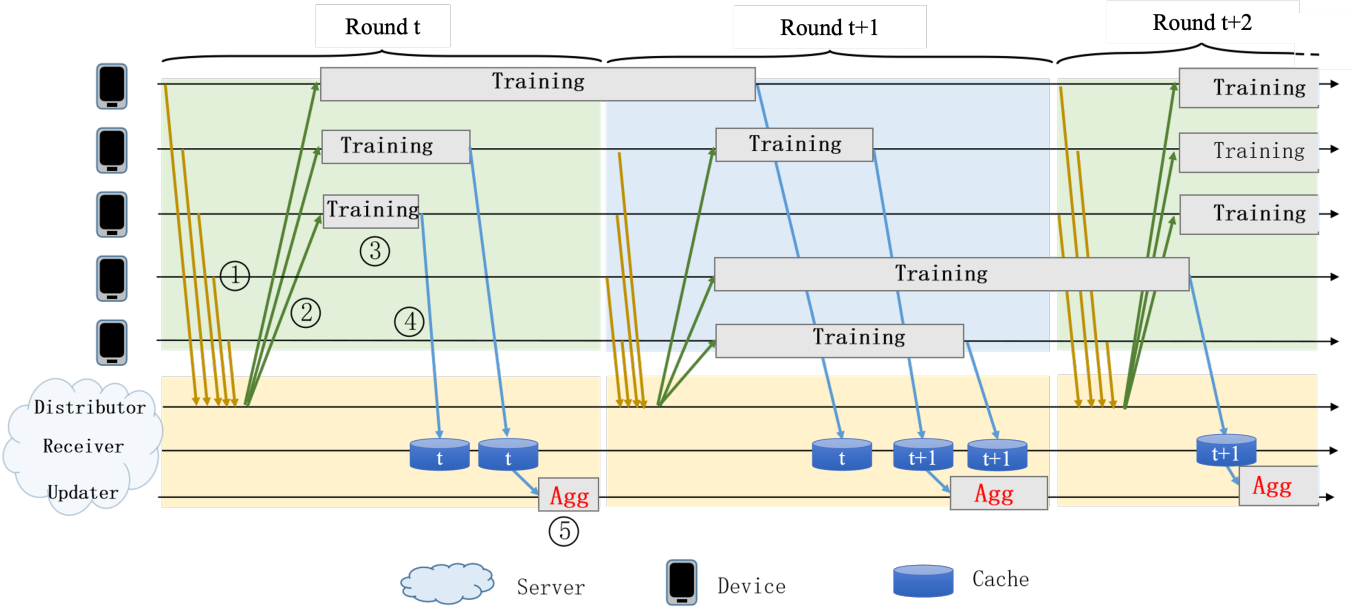 Round t
Round t+1
Round t+2
Training
Training
Training
Training
Training
Training
Training
Training
Training
Training
①
②
③
④
Distributor
Receiver
Updater
t
t
t
t+1
t+1
t+1
Agg
Agg
Agg
⑤
Server
Device
Cache